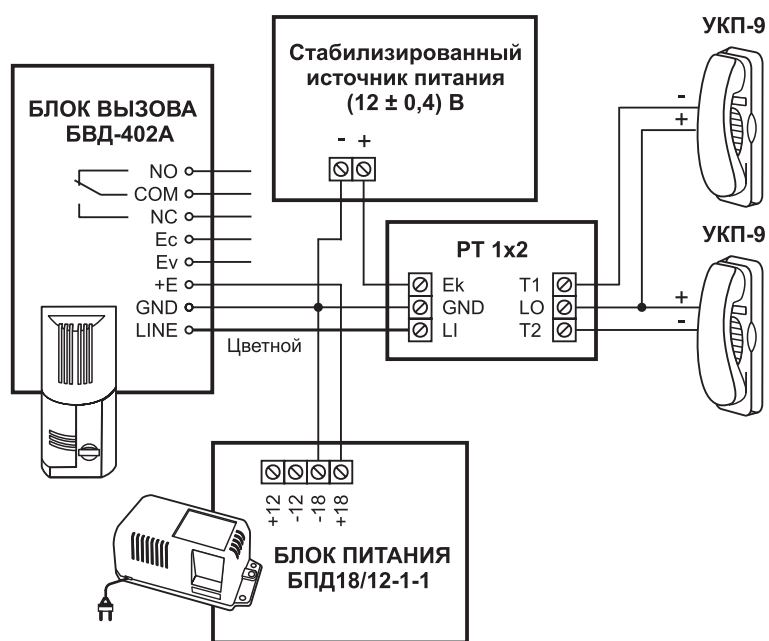 УКП-9
Стабилизированный
источник питания
(12 ± 0,4) В
- +
БЛОК ВЫЗОВА
БВД-402А
NO
COM
NC
Ec
Ev
+E
GND
LINE
Цветной
РТ 1х2
Ek
GND
LI
T1
LO
T2
-
+
УКП-9
+
-
+12
-12
-18
+18
БЛОК ПИТАНИЯ
БПД18/12-1-1